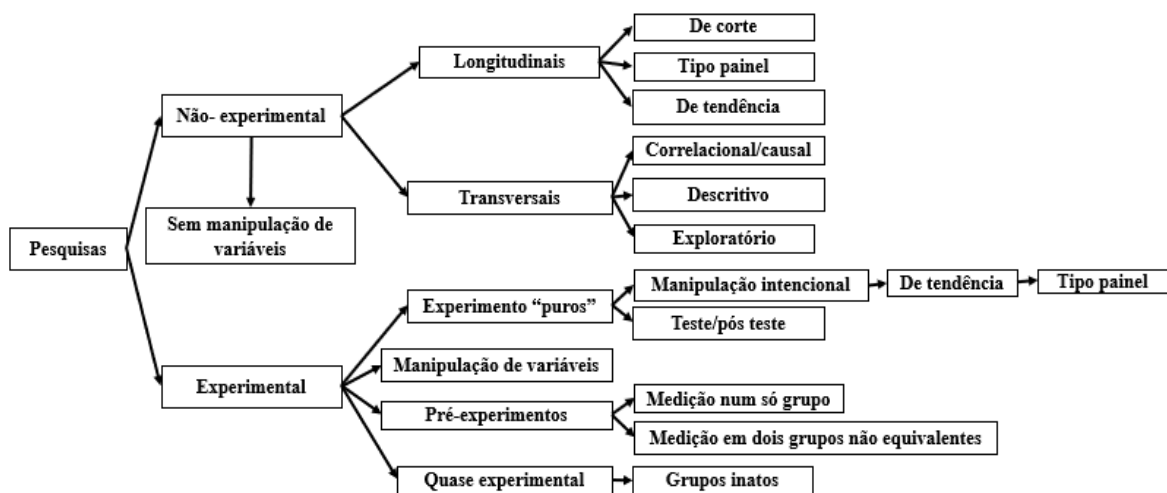 De corte
Longitudinais
Tipo painel
Não- experimental
De tendência
Correlacional/causal
Transversais
Descritivo
Sem manipulação de
variáveis
Exploratório
Pesquisas
Experimento “puros”
Manipulação intencional
De tendência
Tipo painel
Teste/pós teste
Manipulação de variáveis
Experimental
Pré-experimentos
Medição num só grupo
Medição em dois grupos não equivalentes
Quase experimental
Grupos inatos